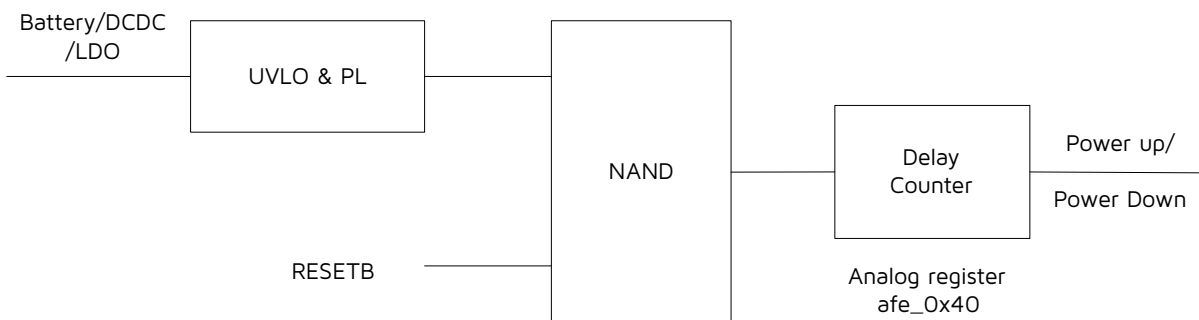 Battery/DCDC
/LDO
UVLO & PL
NAND
RESETB
Delay
Counter
Power up/
Power Down
Analog register
afe_0x40